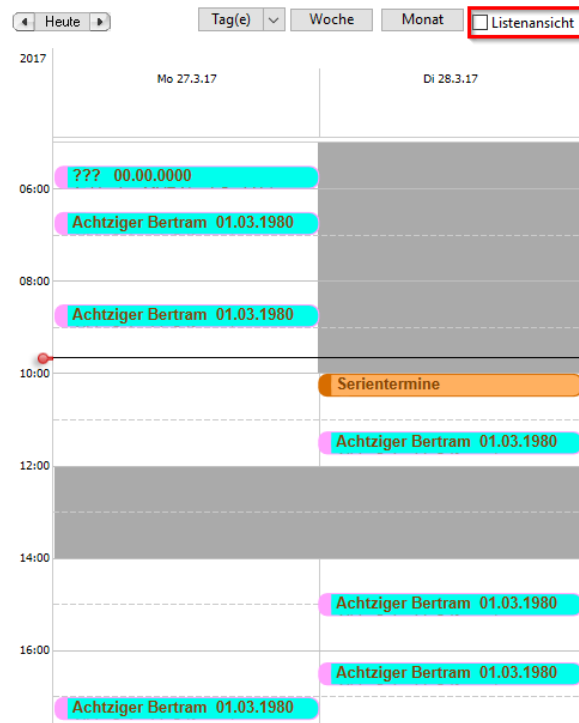 Heute
Tag(e)
Woche
Monat
Listenansicht
2017
Mo 27.3.17
Di 28.3.17
??? 00.00.0000
06:00
Achtziger Bertram 01.03.1980
08:00
Achtziger Bertram 01.03.1980
10:00
Serientermine
Achtziger Bertram 01.03.1980
12:00
14:00
Achtziger Bertram 01.03.1980
16:00
Achtziger Bertram 01.03.1980
Achtziger Bertram 01.03.1980